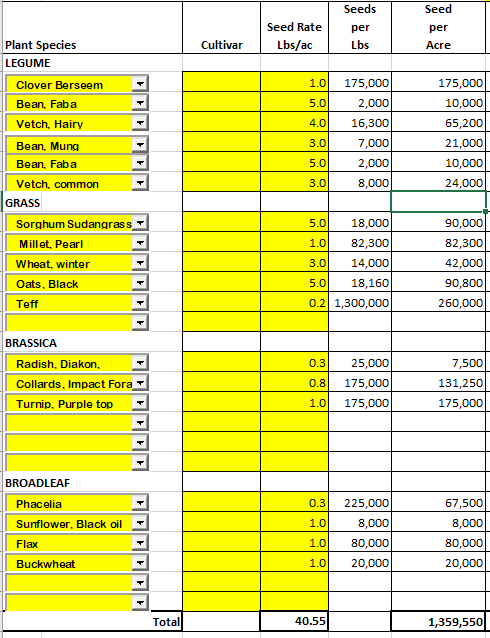 Seeds Seed
Seed Rate per per
Plant Species Cultivar Lbs/ac Lbs Acre
LEGUME
Clover Berseem 1.0 175,000 175,000
Bean, Faba 5.0 2,000 10,000
Vetch, Hairy 4.0 16,300 65,200
Bean, Mung 3.0 7,000 21,000
Bean, Faba 5.0 2,000 10,000
Vetch, common 3.0 8,000 24,000
GRASS
Sorghum Sudangrass 5.0 18,000 90,000
Millet, Pearl 1.0 82,300 82,300
Wheat, winter 3.0 14,000 42,000
Oats, Black 5.0 18,160 90,800
Teff 0.2 1,300,000 260,000
BRASSICA
Radish, Diakon, 0.3 25,000 7,500
Collards, Impact Fora 0.8 175,000 131,250
Turnip, Purple top 1.0 175,000 175,000
BROADLEAF
Phacelia 0.3 225,000 67,500
Sunflower, Black oil 1.0 8,000 8,000
Flax 1.0 80,000 80,000
Buckwheat 1.0 20,000 20,000
Total 40.55 1,359,550